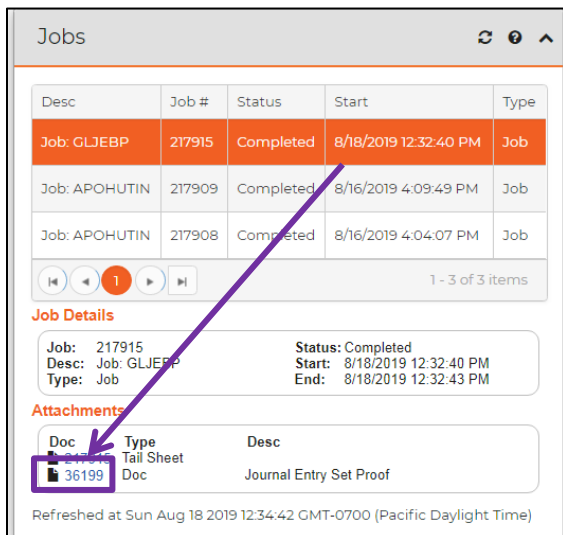 Jobs
Desc Job # Status Start Type
Job: GLJEBP 217915 Completed 8/18/2019 12:32:40 PM Job
Job: APOHUTIN 217909 Completed 8/16/2019 4:09:49 PM Job
Job: APOHUTIN 217908 Completed 8/16/2019 4:04:07 PM Job
1 1 - 3 of 3 items
Job Details
Job: 217915 Status: Completed
Desc: Job: GLJEBP Start: 8/18/2019 12:32:40 PM
Type: Job End: 8/18/2019 12:32:43 PM
Attachments
Doc Type Desc
217915 Tail Sheet
36199 Doc Journal Entry Set Proof
Refreshed at Sun Aug 18 2019 12:34:42 GMT-0700 (Pacific Daylight Time)